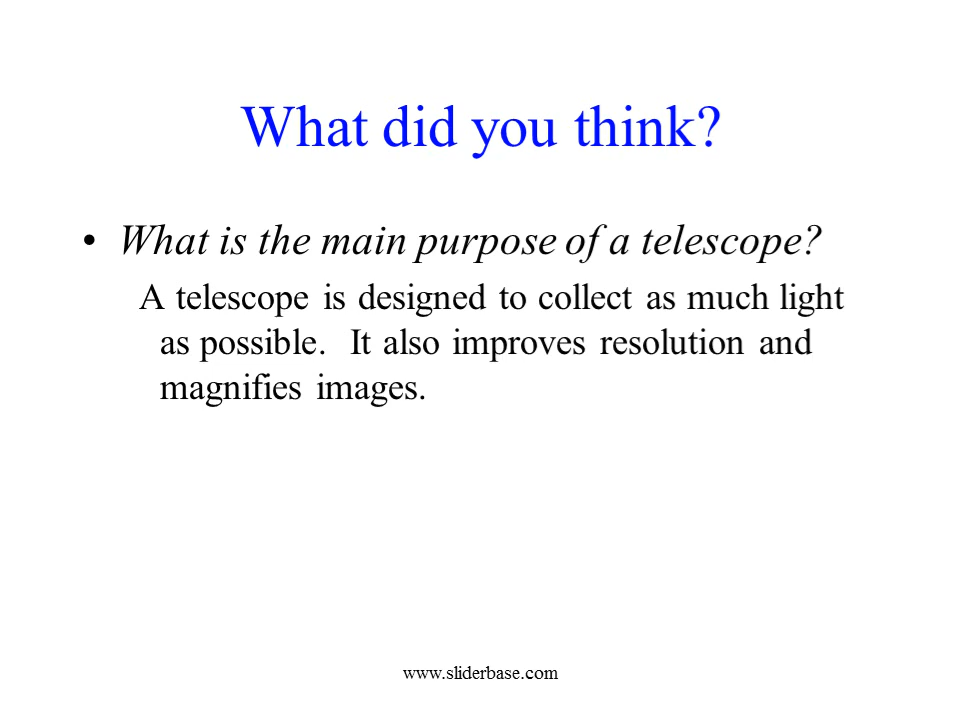 What did you think?
• What is the main purpose of a telescope?
A telescope is designed to collect as much light
as possible.  It also improves resolution and
magnifies images.
www.sliderbase.com